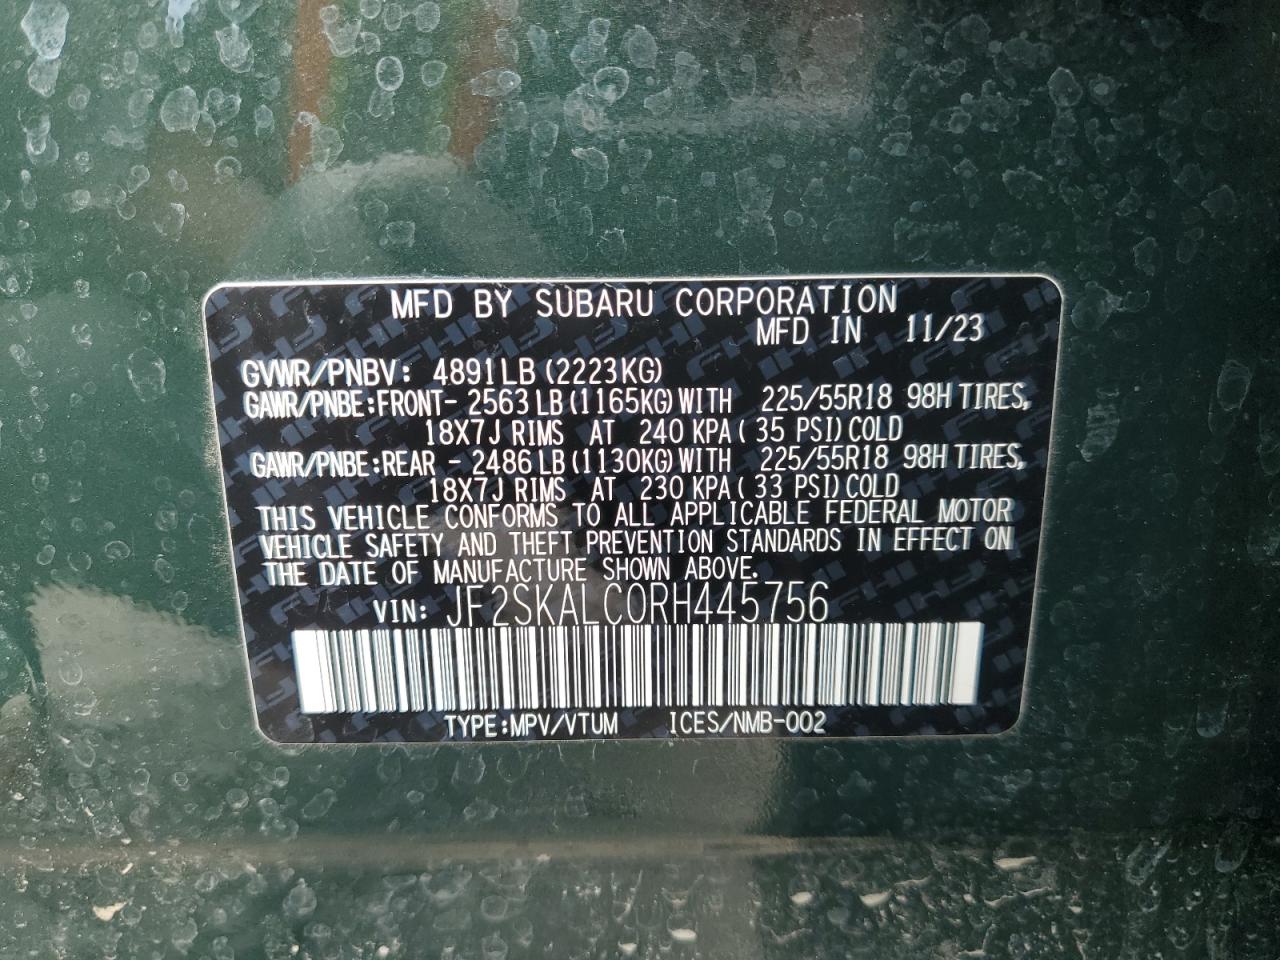 MFD BY SUBARU CORPORATION
MFD IN 11/23
GVWR/PNBV: 4891LB (2223KG)
GAWR/PNBE:FRONT- 2563LB(1165KG)WITH 225/55R18 98H TIRES,
18X7J RIMS AT 240 KPA( 35 PSI)COLD
GAWR/PNBE:REAR - 2486LB(1130KG)WITH 225/55R18 98H TIRES,
18X7J RIMS AT 230 KPA( 33 PSI)COLD
THIS VEHICLE CONFORMS TO ALL APPLICABLE FEDERAL MOTOR
VEHICLE SAFETY AND THEFT PREVENTION STANDARDS IN EFFECT ON
THE DATE OF MANUFACTURE SHOWN ABOVE.
VIN: JF2SKALC0RH445756
TYPE:MPV/VTUM ICES/NMB-002